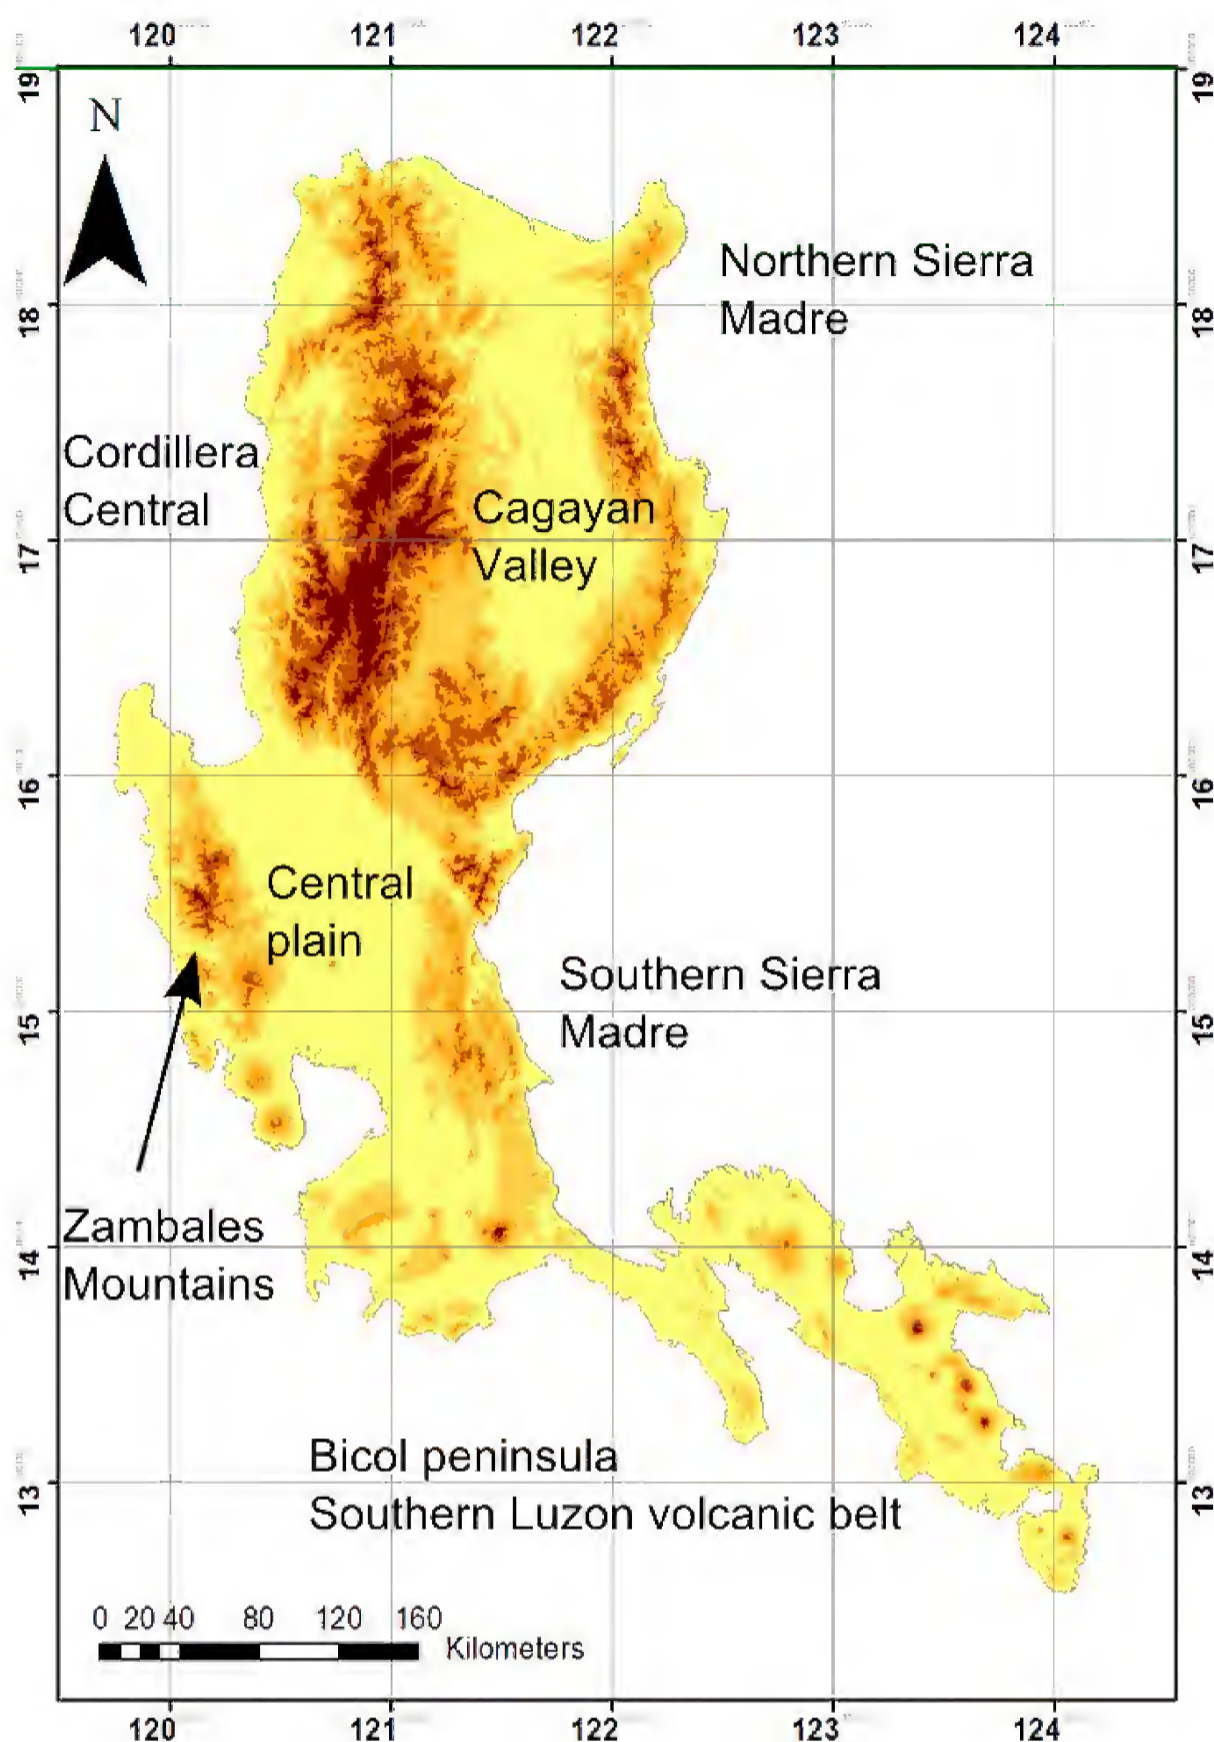 120 121 122 123 124
19 19
N
Northern Sierra
Madre
18 18
Cordillera
Central
Cagayan
Valley
17 17
16 16
Central
plain
Southern Sierra
Madre
15 15
Zambales
Mountains
14 14
Bicol peninsula
Southern Luzon volcanic belt
13 13
0 20 40 80 120 160
Kilometers
120 121 122 123 124